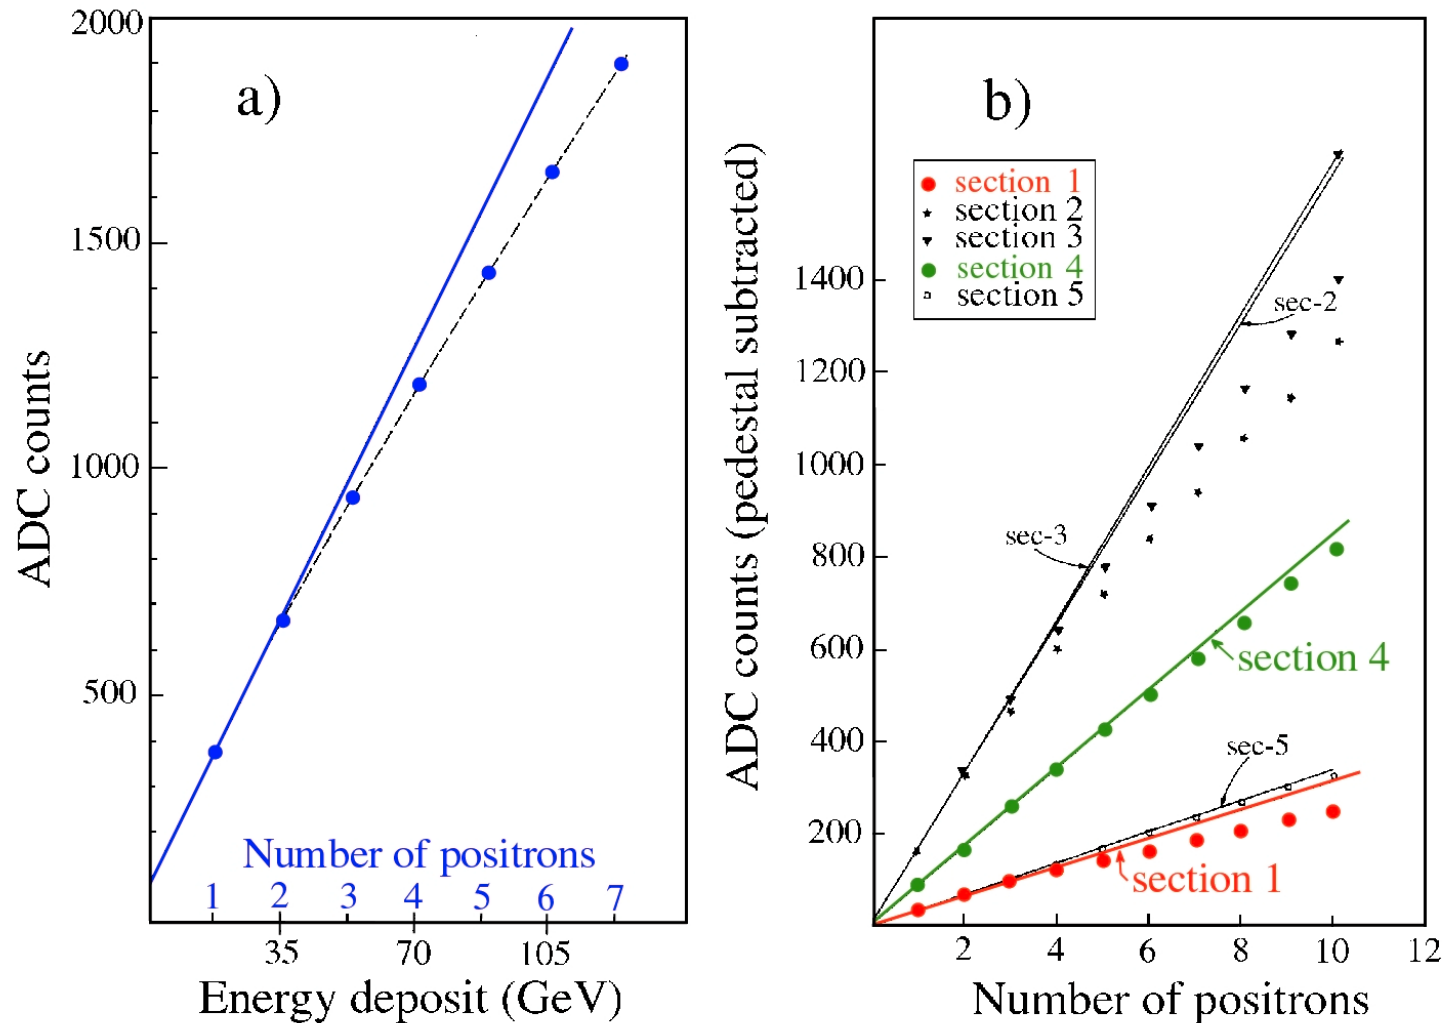 a)
2000
1500
1000
500
ADC counts
Number of positrons
1 2 3 4 5 6 7
35 70 105
Energy deposit (GeV)
b)
section 1
section 2
section 3
section 4
section 5
ADC counts (pedestal subtracted)
1400
1200
1000
800
600
400
200
sec-2
sec-3
section 4
sec-5
section 1
2 4 6 8 10 12
Number of positrons